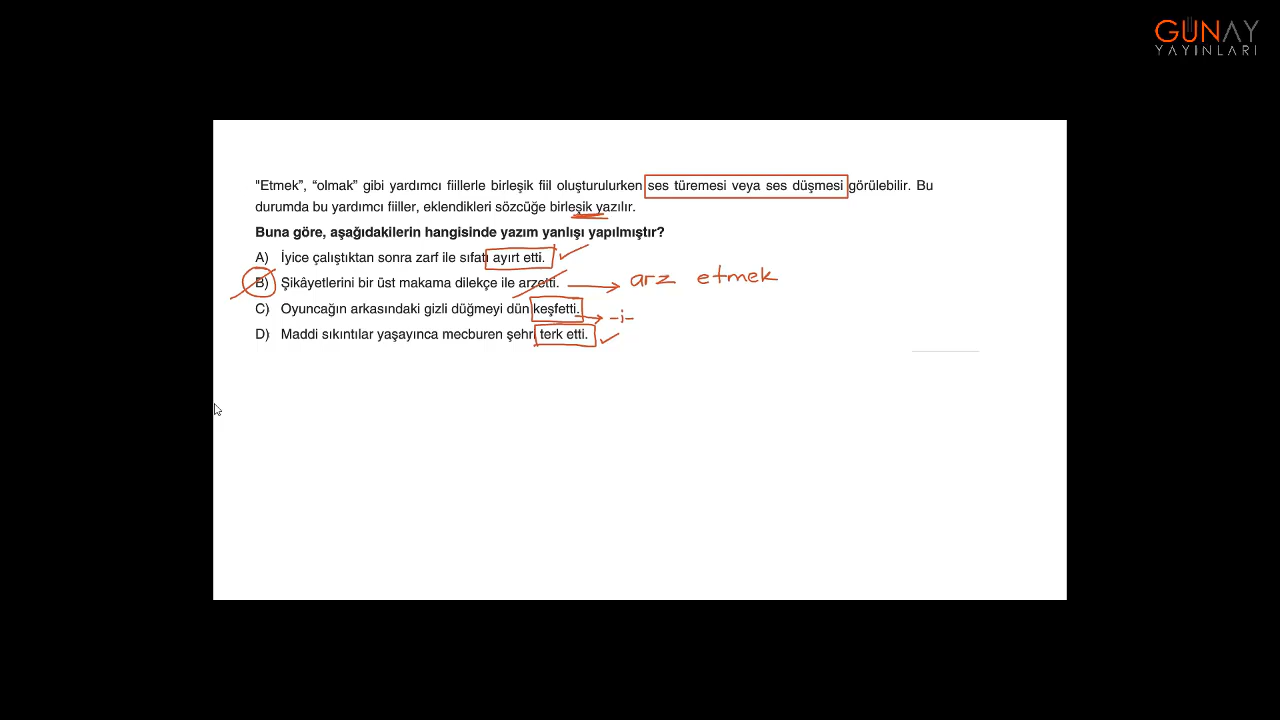 GÜNAY
YAYINLARI
"Etmek”, “olmak” gibi yardımcı fiillerle birleşik fiil oluşturulurken ses türemesi veya ses düşmesi görülebilir. Bu
durumda bu yardımcı fiiller, eklendikleri sözcüğe birleşik yazılır.
Buna göre, aşağıdakilerin hangisinde yazım yanlışı yapılmıştır?
A) İyice çalıştıktan sonra zarf ile sıfatı ayırt etti.
B) Şikâyetlerini bir üst makama dilekçe ile arzetti. arz etmek
C) Oyuncağın arkasındaki gizli düğmeyi dün keşfetti. -i-
D) Maddi sıkıntılar yaşayınca mecburen şehri terk etti.